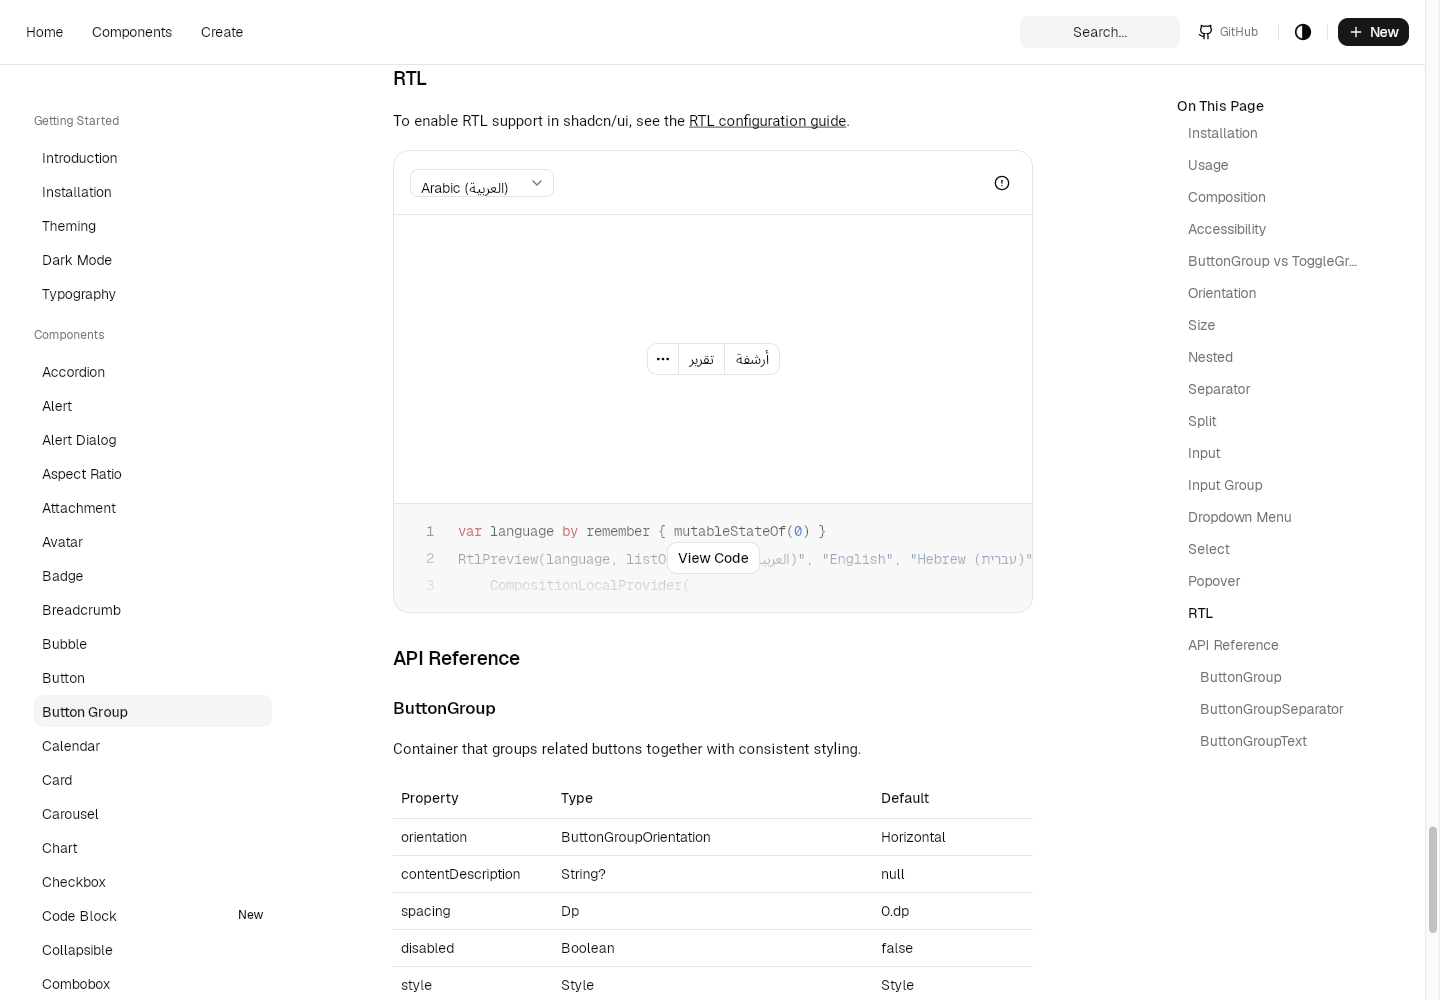 Home
Components
Create
Search...
GitHub
New
Getting Started
Introduction
Installation
Theming
Dark Mode
Typography
Components
Accordion
Alert
Alert Dialog
Aspect Ratio
Attachment
Avatar
Badge
Breadcrumb
Bubble
Button
Button Group
Calendar
Card
Carousel
Chart
Checkbox
Code Block
New
Collapsible
Combobox
RTL
To enable RTL support in shadcn/ui, see the RTL configuration guide.
Arabic (العربية)
أرشفة
تقرير
1 var language by remember { mutableStateOf(0) }
2 RtlPreview(language, "English", "Hebrew (עברית)"
View Code
3 CompositionLocalProvider(
API Reference
ButtonGroup
Container that groups related buttons together with consistent styling.
Property Type Default
orientation ButtonGroupOrientation Horizontal
contentDescription String? null
spacing Dp 0.dp
disabled Boolean false
style Style Style
On This Page
Installation
Usage
Composition
Accessibility
ButtonGroup vs ToggleGr...
Orientation
Size
Nested
Separator
Split
Input
Input Group
Dropdown Menu
Select
Popover
RTL
API Reference
ButtonGroup
ButtonGroupSeparator
ButtonGroupText